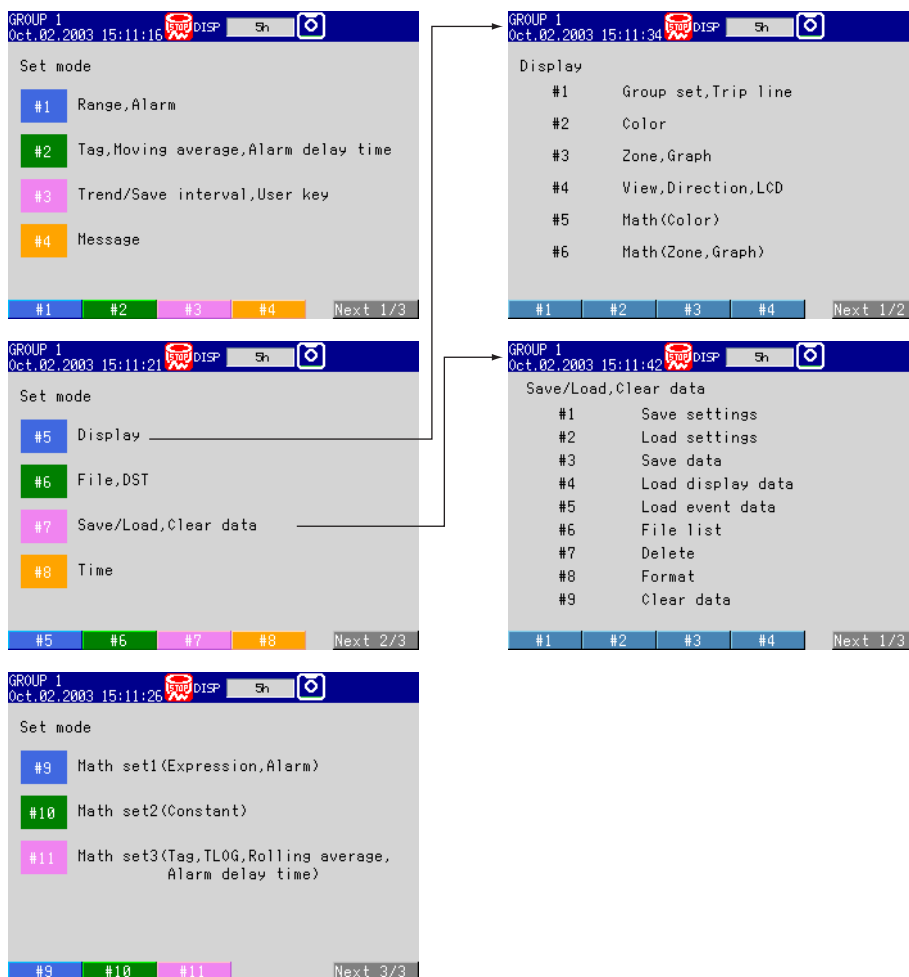 GROUP 1
Oct.02.2003 15:11:16 STOP DISP 5h
Set mode
#1 Range,Alarm
#2 Tag,Moving average,Alarm delay time
#3 Trend/Save interval,User key
#4 Message
#1 #2 #3 #4 Next 1/3
GROUP 1
Oct.02.2003 15:11:34 STOP DISP 5h
Display
#1 Group set,Trip line
#2 Color
#3 Zone,Graph
#4 View,Direction,LCD
#5 Math(Color)
#6 Math(Zone,Graph)
#1 #2 #3 #4 Next 1/2
GROUP 1
Oct.02.2003 15:11:21 STOP DISP 5h
Set mode
#5 Display
#6 File,DST
#7 Save/Load,Clear data
#8 Time
#5 #6 #7 #8 Next 2/3
GROUP 1
Oct.02.2003 15:11:42 STOP DISP 5h
Save/Load,Clear data
#1 Save settings
#2 Load settings
#3 Save data
#4 Load display data
#5 Load event data
#6 File list
#7 Delete
#8 Format
#9 Clear data
#1 #2 #3 #4 Next 1/3
GROUP 1
Oct.02.2003 15:11:26 STOP DISP 5h
Set mode
#9 Math set1(Expression,Alarm)
#10 Math set2(Constant)
#11 Math set3(Tag,TLOG,Rolling average,
Alarm delay time)
#9 #10 #11 Next 3/3